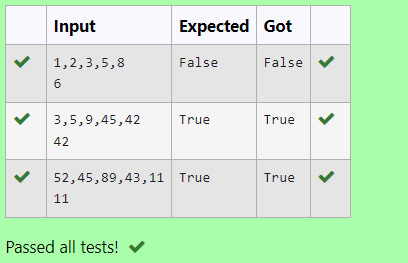 Input Expected Got
1,2,3,5,8 False False
6
3,5,9,45,42 True True
42
52,45,89,43,11 True True
11
Passed all tests!